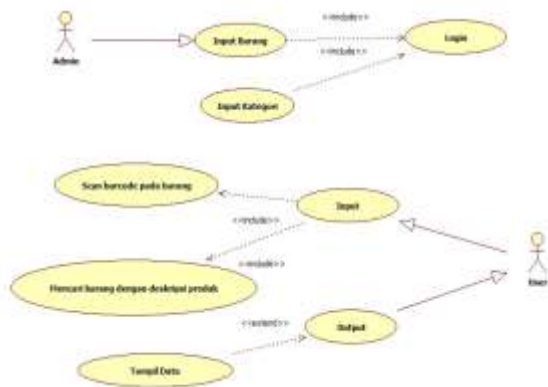 <<include>>
Input Barang
Login
Admin
<<include>>
Input Kategori
Scan barcode pada barang
Input
<<include>>
<<include>>
Mencari barang dengan deskripsi produk
User
<<extend>>
Output
Tampil Data